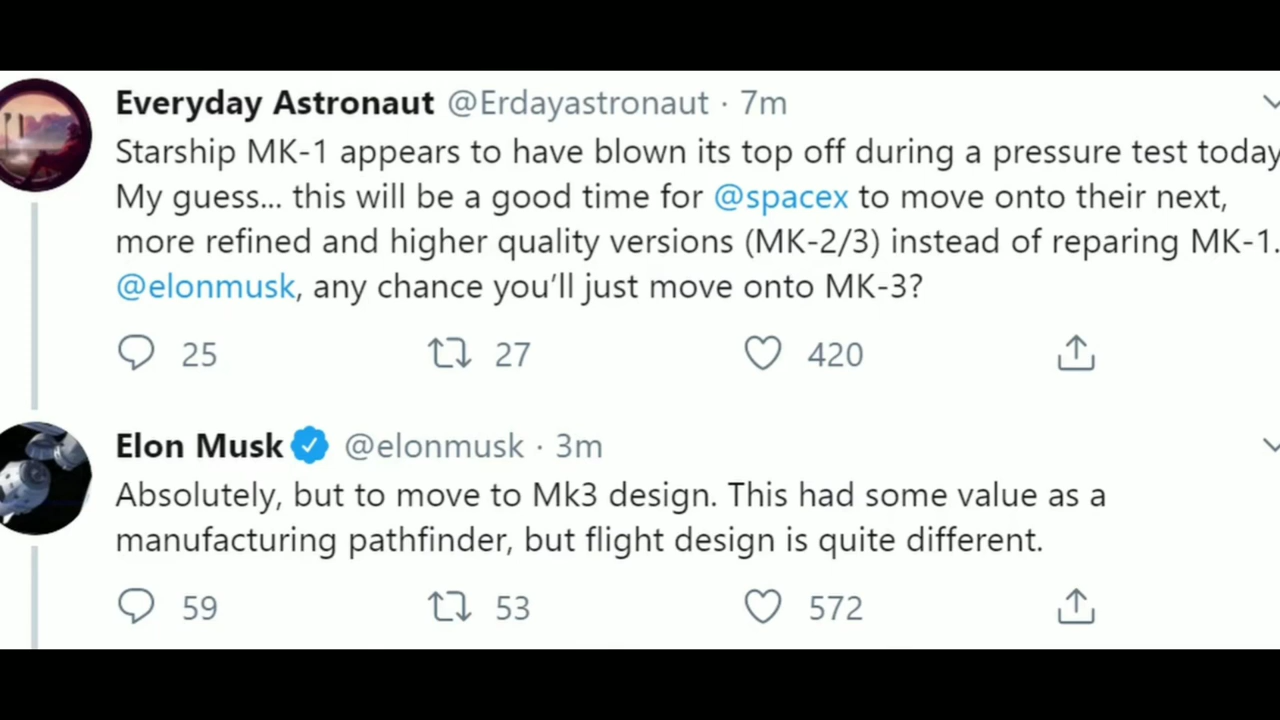 Everyday Astronaut @Erdayastronaut · 7m
Starship MK-1 appears to have blown its top off during a pressure test today
My guess... this will be a good time for @spacex to move onto their next,
more refined and higher quality versions (MK-2/3) instead of reparing MK-1.
@elonmusk, any chance you'll just move onto MK-3?
25 27 420
Elon Musk @elonmusk · 3m
Absolutely, but to move to Mk3 design. This had some value as a
manufacturing pathfinder, but flight design is quite different.
59 53 572